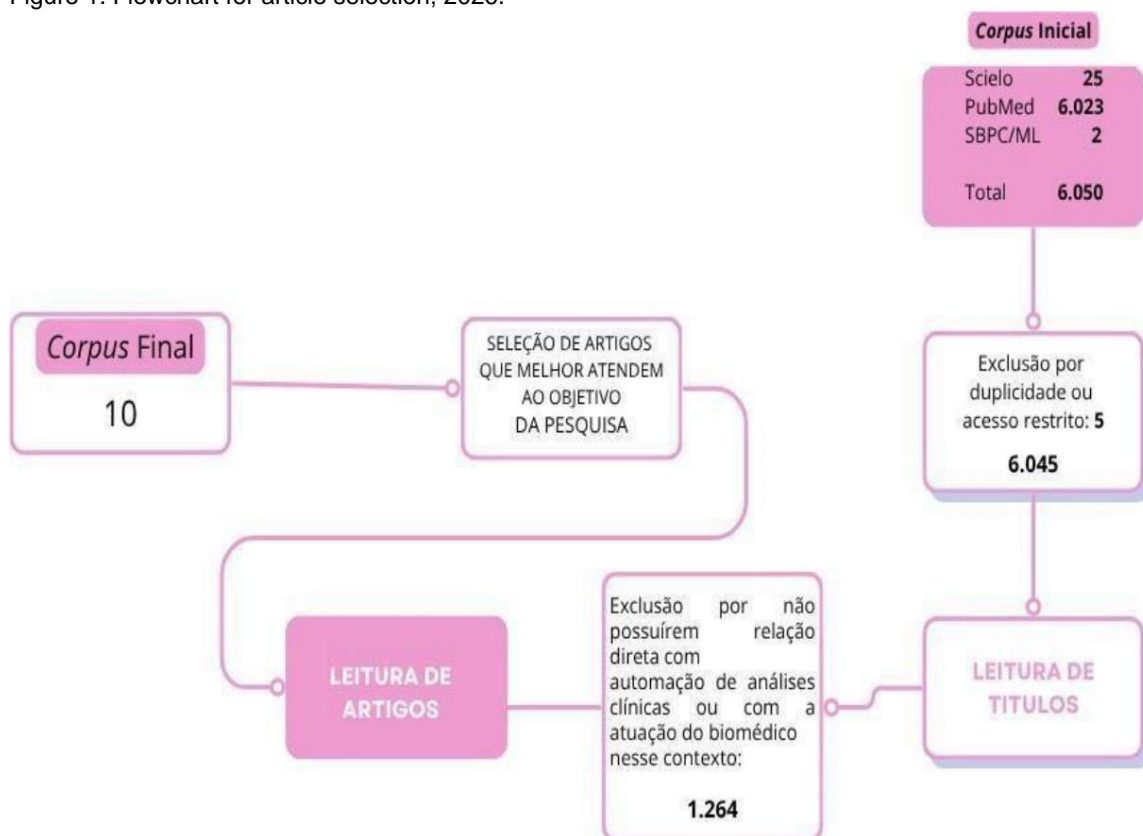 Figure 1. Flowchart for article selection, 2025.
Corpus Inicial
Scielo 25
PubMed 6.023
SBPC/ML 2
Total 6.050
Exclusão por
duplicidade ou
acesso restrito: 5
6.045
LEITURA DE
TITULOS
Exclusão por não
possuírem relação
direta com
automação de análises
clínicas ou com a
atuação do biomédico
nesse contexto:
1.264
LEITURA DE
ARTIGOS
SELEÇÃO DE ARTIGOS
QUE MELHOR ATENDEM
AO OBJETIVO
DA PESQUISA
Corpus Final
10